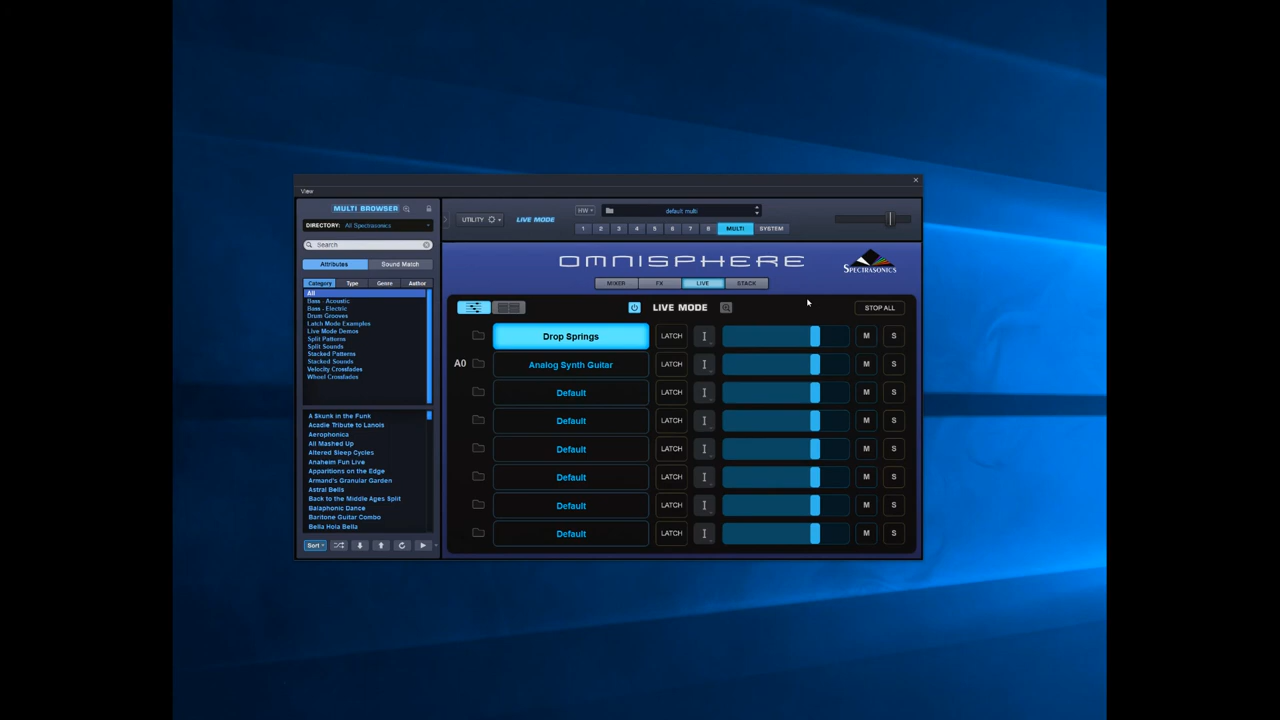 View
MULTI BROWSER
DIRECTORY: All Spectrasonics
Search
Attributes Sound Match
Category Type Genre Author
All
Bass - Acoustic
Bass - Electric
Drum Grooves
Latch Mode Examples
Live Mode Demos
Split Patterns
Split Sounds
Stacked Patterns
Stacked Sounds
Velocity Crossfades
Wheel Crossfades
A Skunk in the Funk
Acadie Tribute to Lanois
Aerophonica
All Mashed Up
Altered Sleep Cycles
Anaheim Fun Live
Apparitions on the Edge
Armand's Granular Garden
Astral Bells
Back to the Middle Ages Split
Balaphonic Dance
Baritone Guitar Combo
Bella Hola Bella
Sort
UTILITY LIVE MODE HW default multi
1 2 3 4 5 6 7 8 MULTI SYSTEM
OMNISPHERE
SPECTRASONICS
MIXER FX LIVE STACK
LIVE MODE STOP ALL
Drop Springs LATCH M S
A0 Analog Synth Guitar LATCH M S
Default LATCH M S
Default LATCH M S
Default LATCH M S
Default LATCH M S
Default LATCH M S
Default LATCH M S